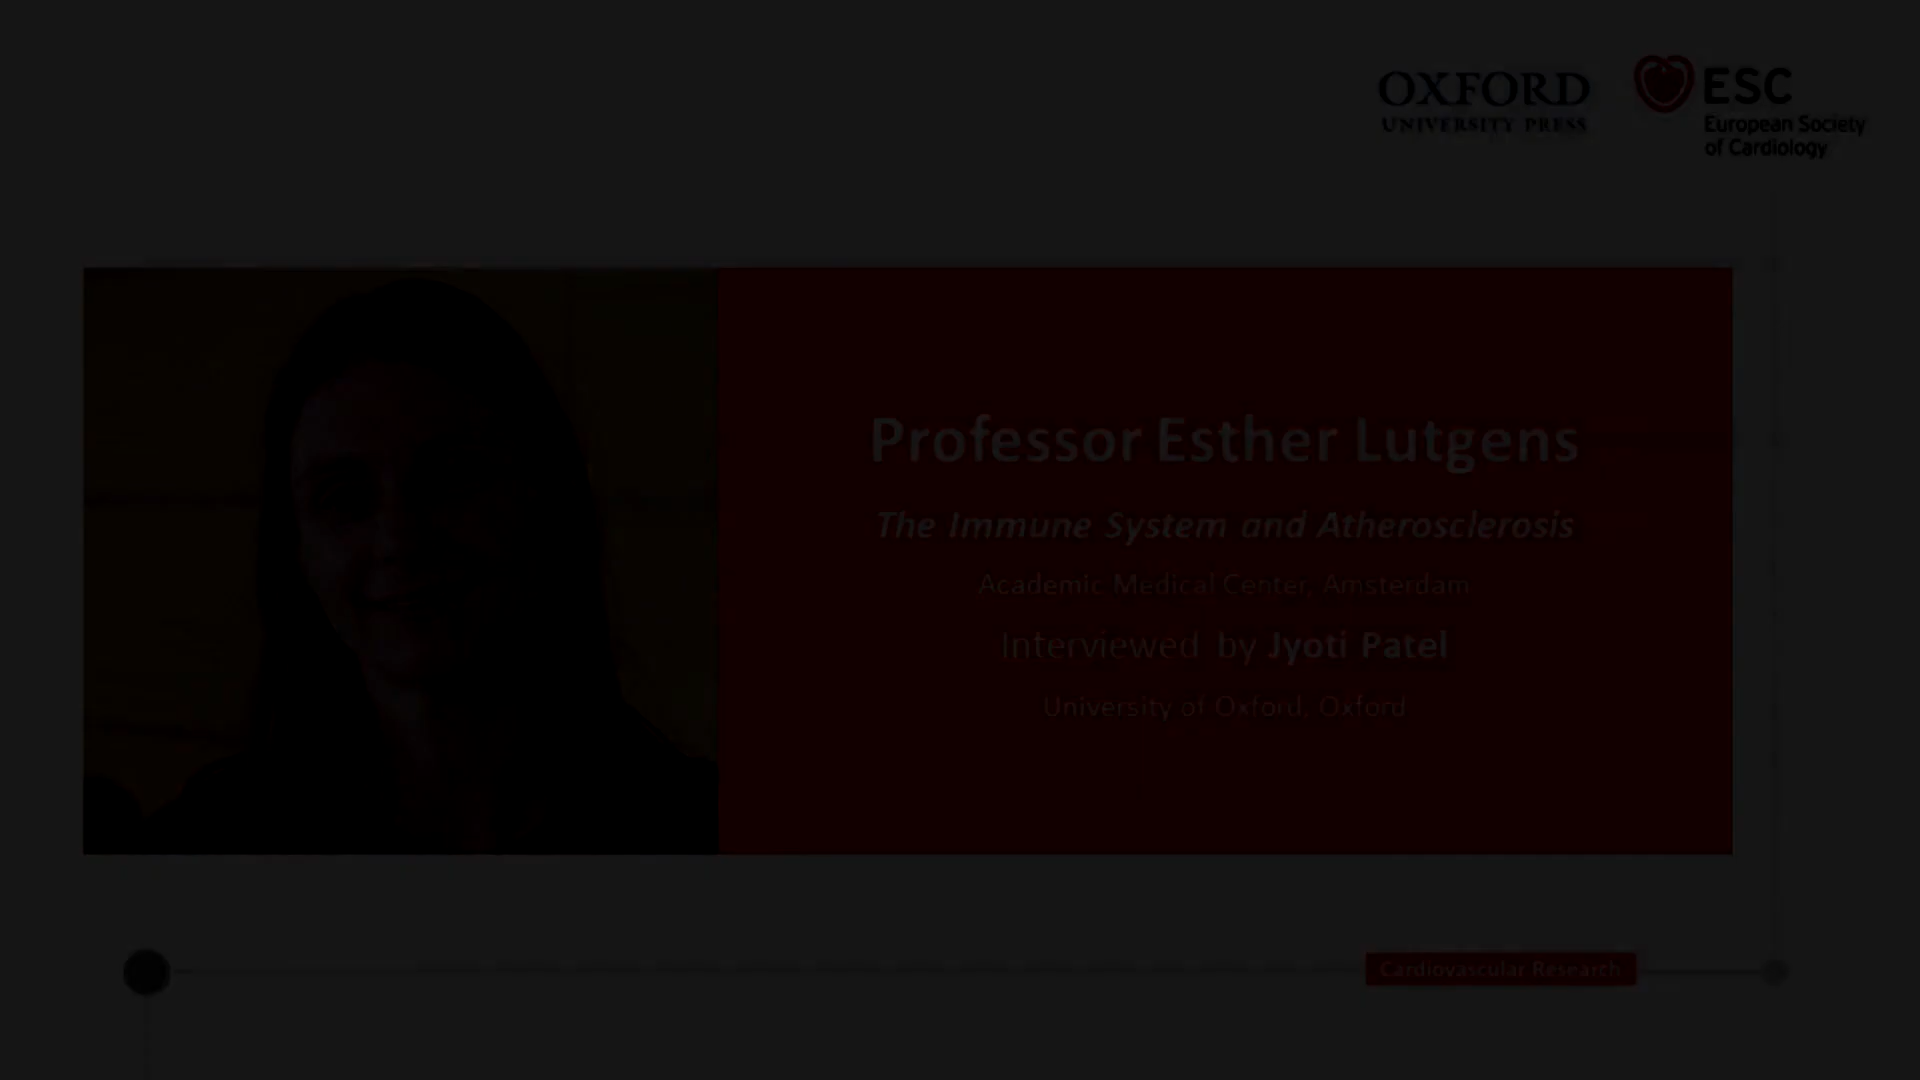 OXFORD
UNIVERSITY PRESS
ESC
European Society
of Cardiology
Professor Esther Lutgens
The Immune System and Atherosclerosis
Academic Medical Center, Amsterdam
Interviewed by Jyoti Patel
University of Oxford, Oxford
Cardiovascular Research